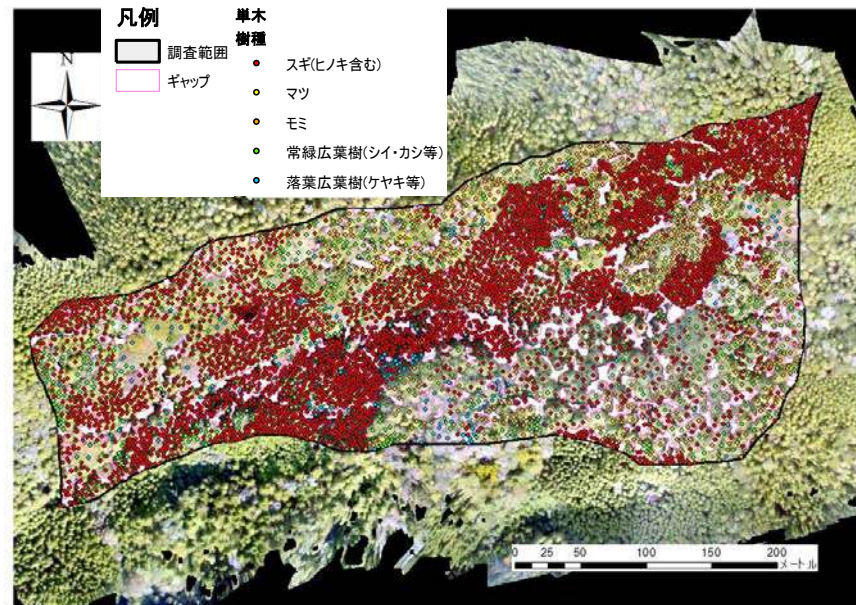 凡例
調査範囲
ギャップ
単木
樹種
スギ(ヒノキ含む)
マツ
モミ
常緑広葉樹(シイ・カシ等)
落葉広葉樹(ケヤキ等)
N
0 25 50 100 150 200
メートル